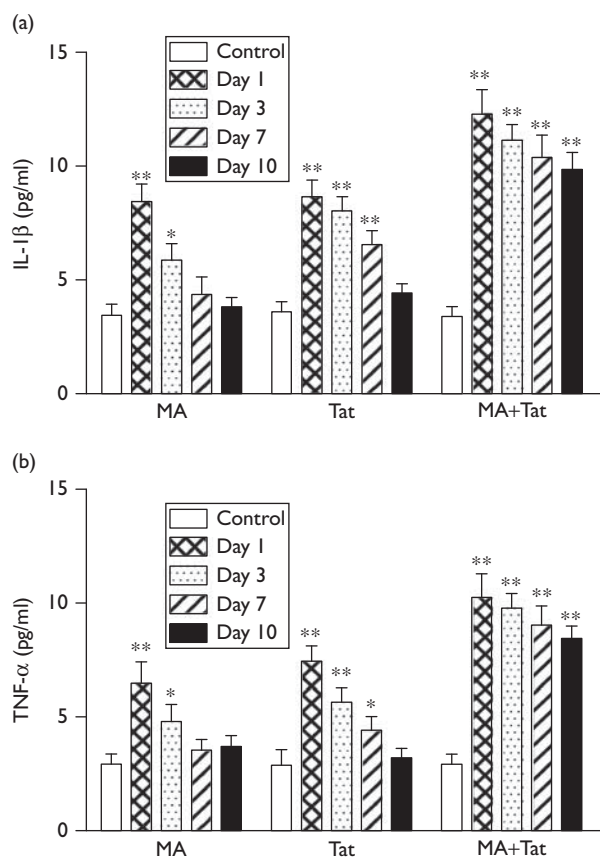 (a)
15
10
5
0
IL-1β (pg/ml)
Control
Day 1
Day 3
Day 7
Day 10
** * ** ** ** ** ** ** **
MA Tat MA+Tat
(b)
15
10
5
0
TNF-α (pg/ml)
Control
Day 1
Day 3
Day 7
Day 10
** * ** ** * ** ** ** **
MA Tat MA+Tat